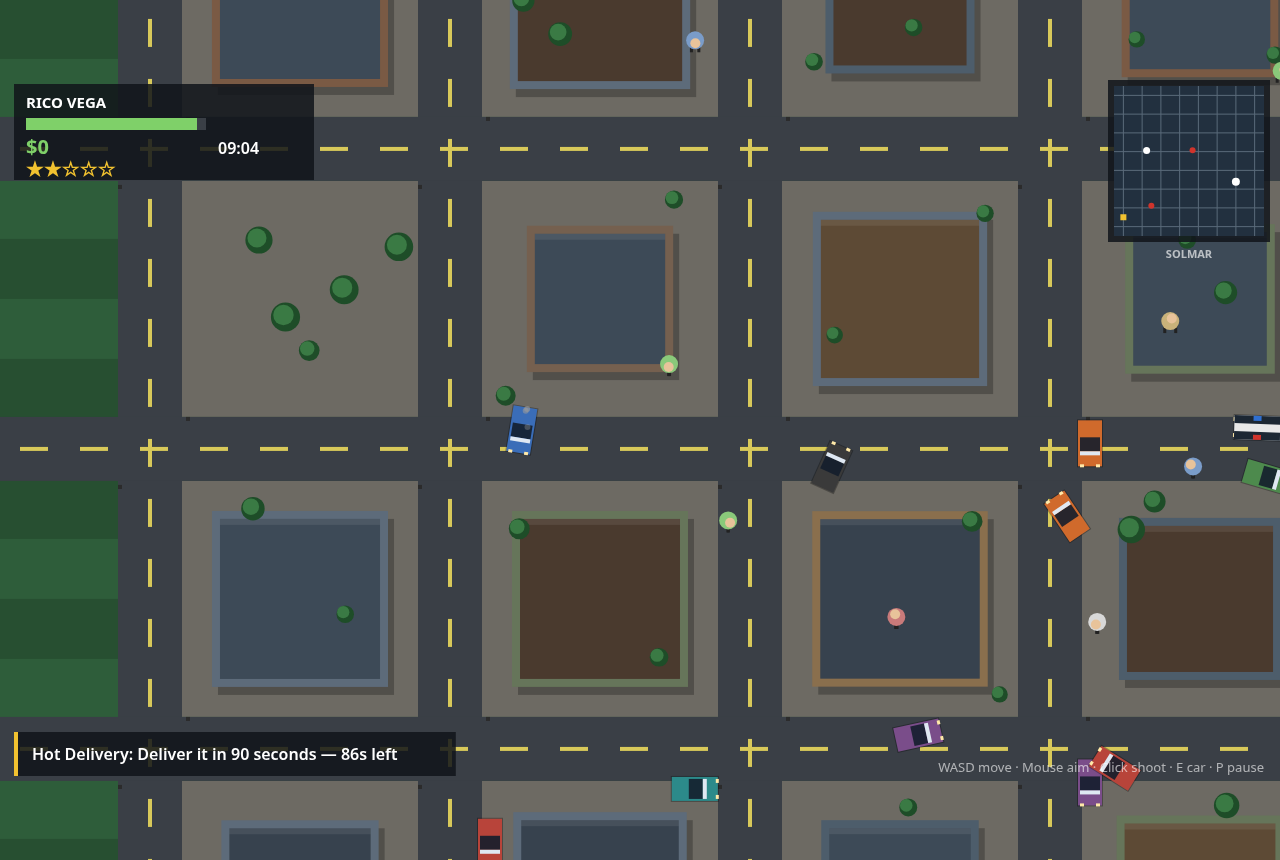 RICO VEGA
$0 09:04
★★☆☆☆
SOLMAR
Hot Delivery: Deliver it in 90 seconds — 86s left
WASD move · Mouse aim · Click shoot · E car · P pause